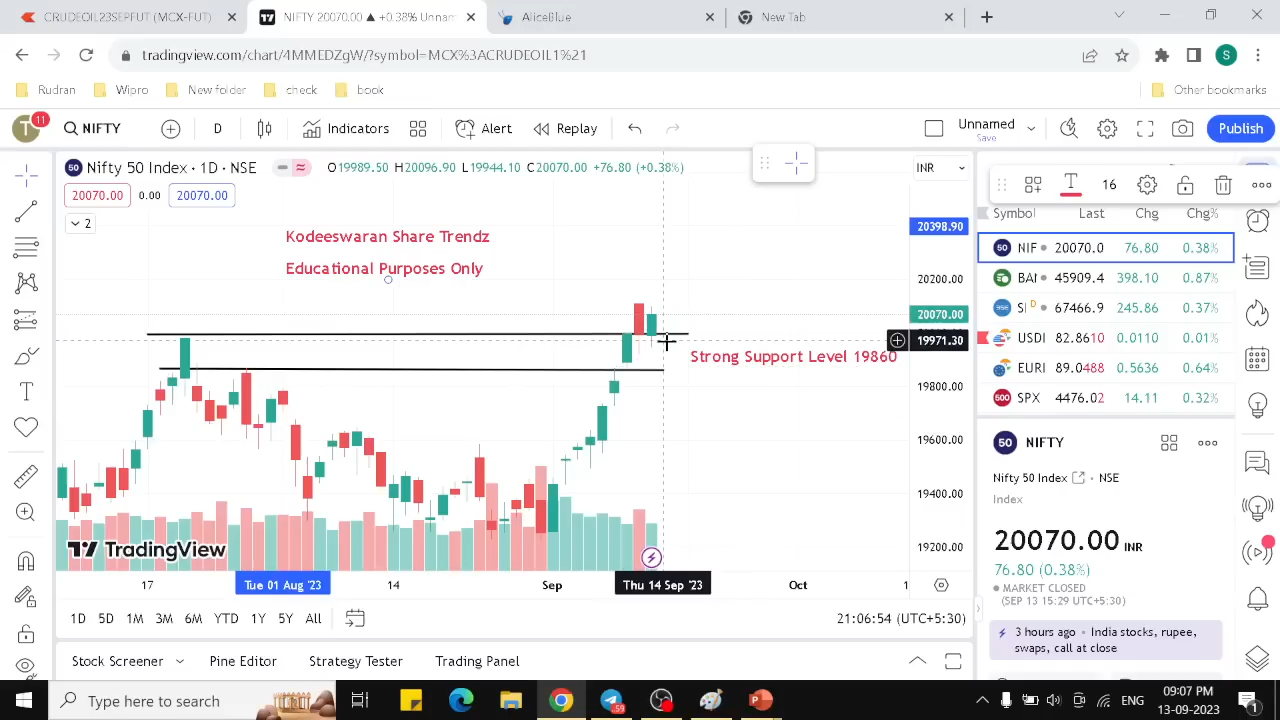 CRUDEOIL23SEPFUT (MCX-FUT
NIFTY 20070.00 ▲ +0.38% Unnam
AliceBlue
New Tab
tradingview.com/chart/4MMEDZgW/?symbol=MCX%3ACRUDEOIL1%21
S
Rudran
Wipro
New folder
check
book
Other bookmarks
T
11
NIFTY
D
Indicators
Alert
Replay
Unnamed
Save
Publish
50
Nifty 50 Index · 1D · NSE
O19989.50 H20096.90 L19944.10 C20070.00 +76.80 (+0.38%)
INR
T
16
20070.00
0.00
20070.00
2
Symbol
Last
Chg
Chg%
Kodeeswaran Share Trendz
Educational Purposes Only
20398.90
20200.00
20070.00
19971.30
Strong Support Level 19860
19800.00
19600.00
19400.00
19200.00
NIF 20070.0 76.80 0.38%
BAI 45909.4 398.10 0.87%
SI D 67466.9 245.86 0.37%
USDI 82.8610 0.0110 0.01%
EURI 89.0488 0.5636 0.64%
500 SPX 4476.02 14.11 0.32%
50 NIFTY
Nifty 50 Index · NSE
Index
20070.00 INR
76.80 (0.38%)
MARKET CLOSED
(SEP 13 15:29 UTC+5:30)
3 hours ago · India stocks, rupee,
swaps, call at close
TradingView
17
Tue 01 Aug '23
14
Sep
Thu 14 Sep '23
Oct
1
1D 5D 1M 3M 6M YTD 1Y 5Y All
21:06:54 (UTC+5:30)
Stock Screener
Pine Editor
Strategy Tester
Trading Panel
Type here to search
59
ENG
09:07 PM
13-09-2023
1